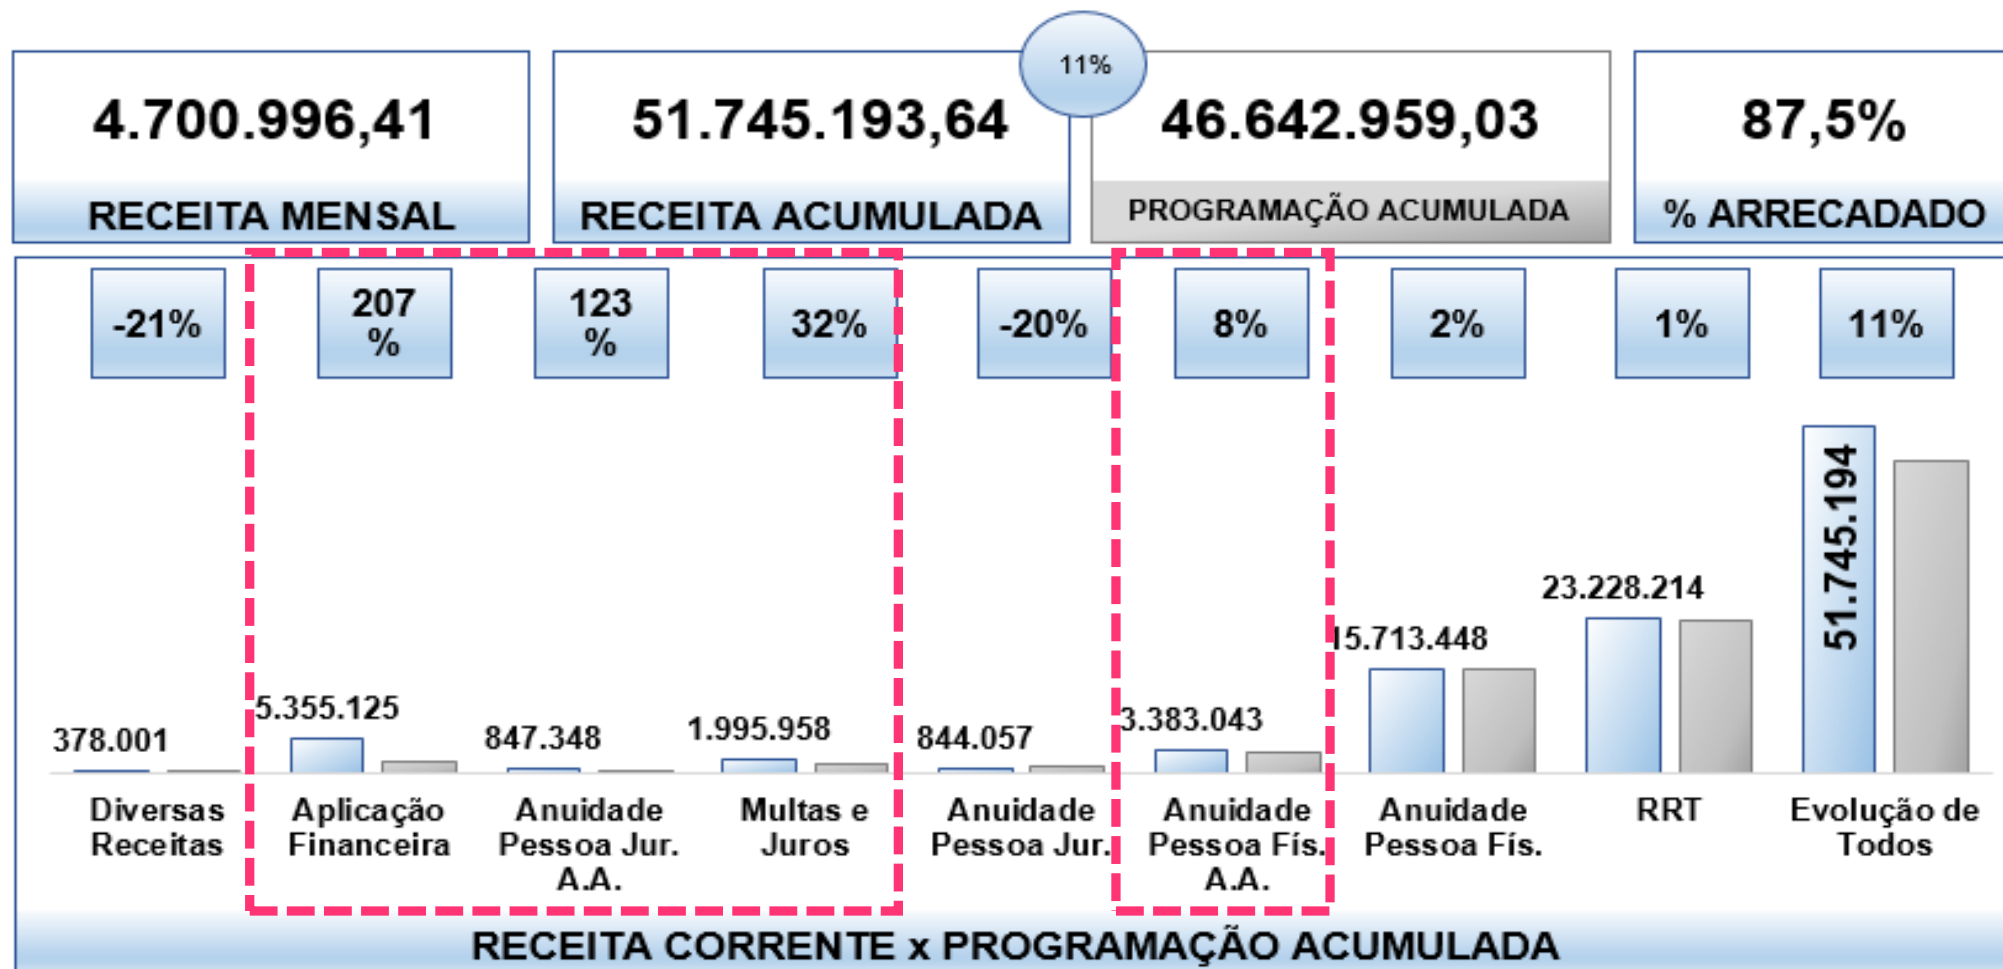 11%
4.700.996,41
RECEITA MENSAL
51.745.193,64
RECEITA ACUMULADA
46.642.959,03
PROGRAMAÇÃO ACUMULADA
87,5%
% ARRECADADO
-21%
207
%
123
%
32%
-20%
8%
2%
1%
11%
378.001
5.355.125
847.348
1.995.958
844.057
3.383.043
15.713.448
23.228.214
51.745.194
Diversas
Receitas
Aplicação
Financeira
Anuidade
Pessoa Jur.
A.A.
Multas e
Juros
Anuidade
Pessoa Jur.
Anuidade
Pessoa Fís.
A.A.
Anuidade
Pessoa Fís.
RRT
Evolução de
Todos
RECEITA CORRENTE x PROGRAMAÇÃO ACUMULADA